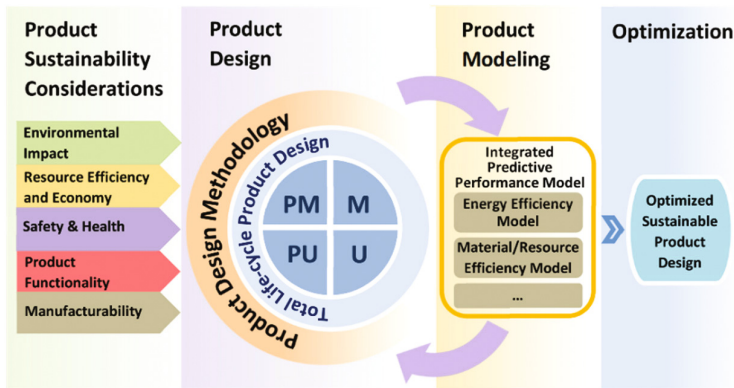 Product
Sustainability
Considerations
Environmental
Impact
Resource Efficiency
and Economy
Safety & Health
Product
Functionality
Manufacturability
Product
Design
Product Design Methodology
Total Life-cycle Product Design
PM
M
PU
U
Product
Modeling
Integrated
Predictive
Performance Model
Energy Efficiency
Model
Material/Resource
Efficiency Model
...
Optimization
Optimized
Sustainable
Product
Design